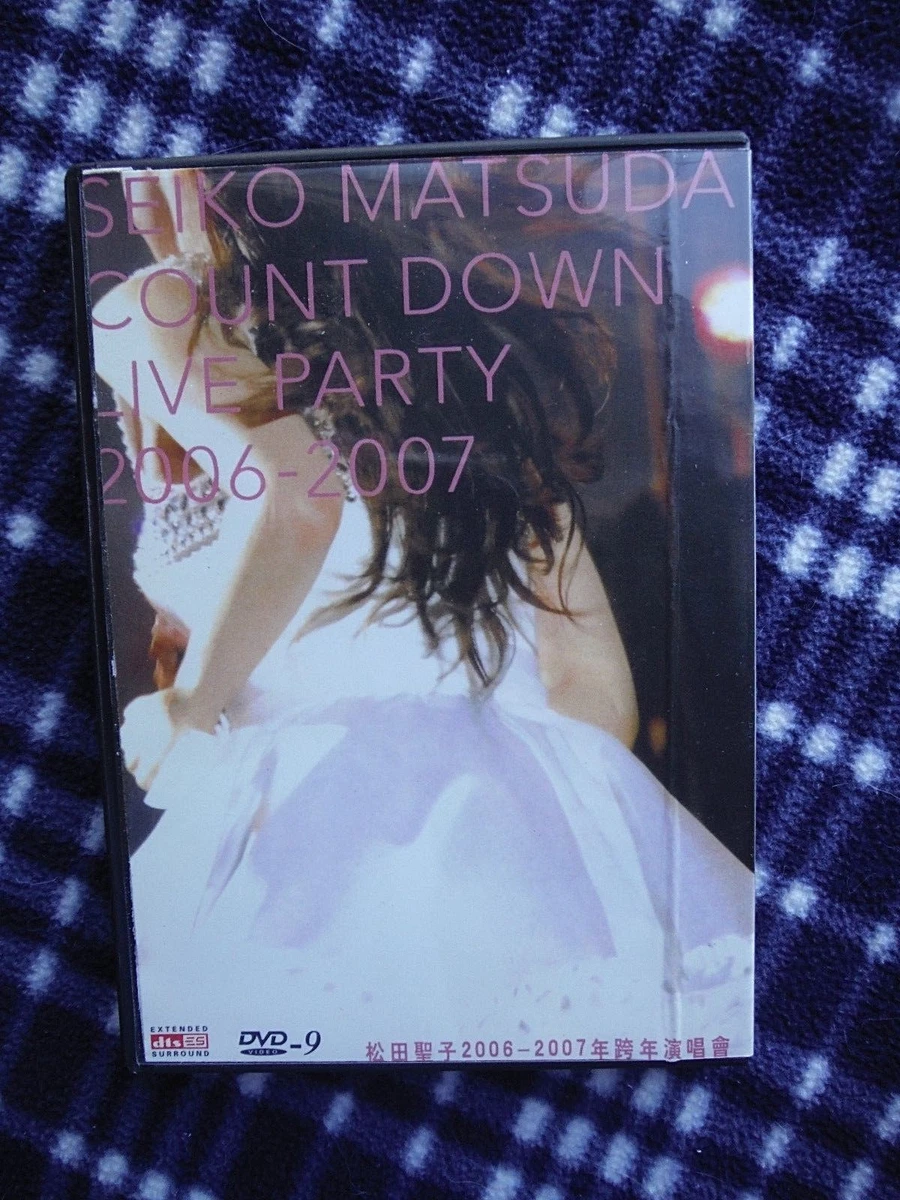 SEIKO MATSUDA
COUNT DOWN
LIVE PARTY
2006-2007
EXTENDED
dts ES
SURROUND
DVD-9
VIDEO
松田聖子2006-2007年跨年演唱會